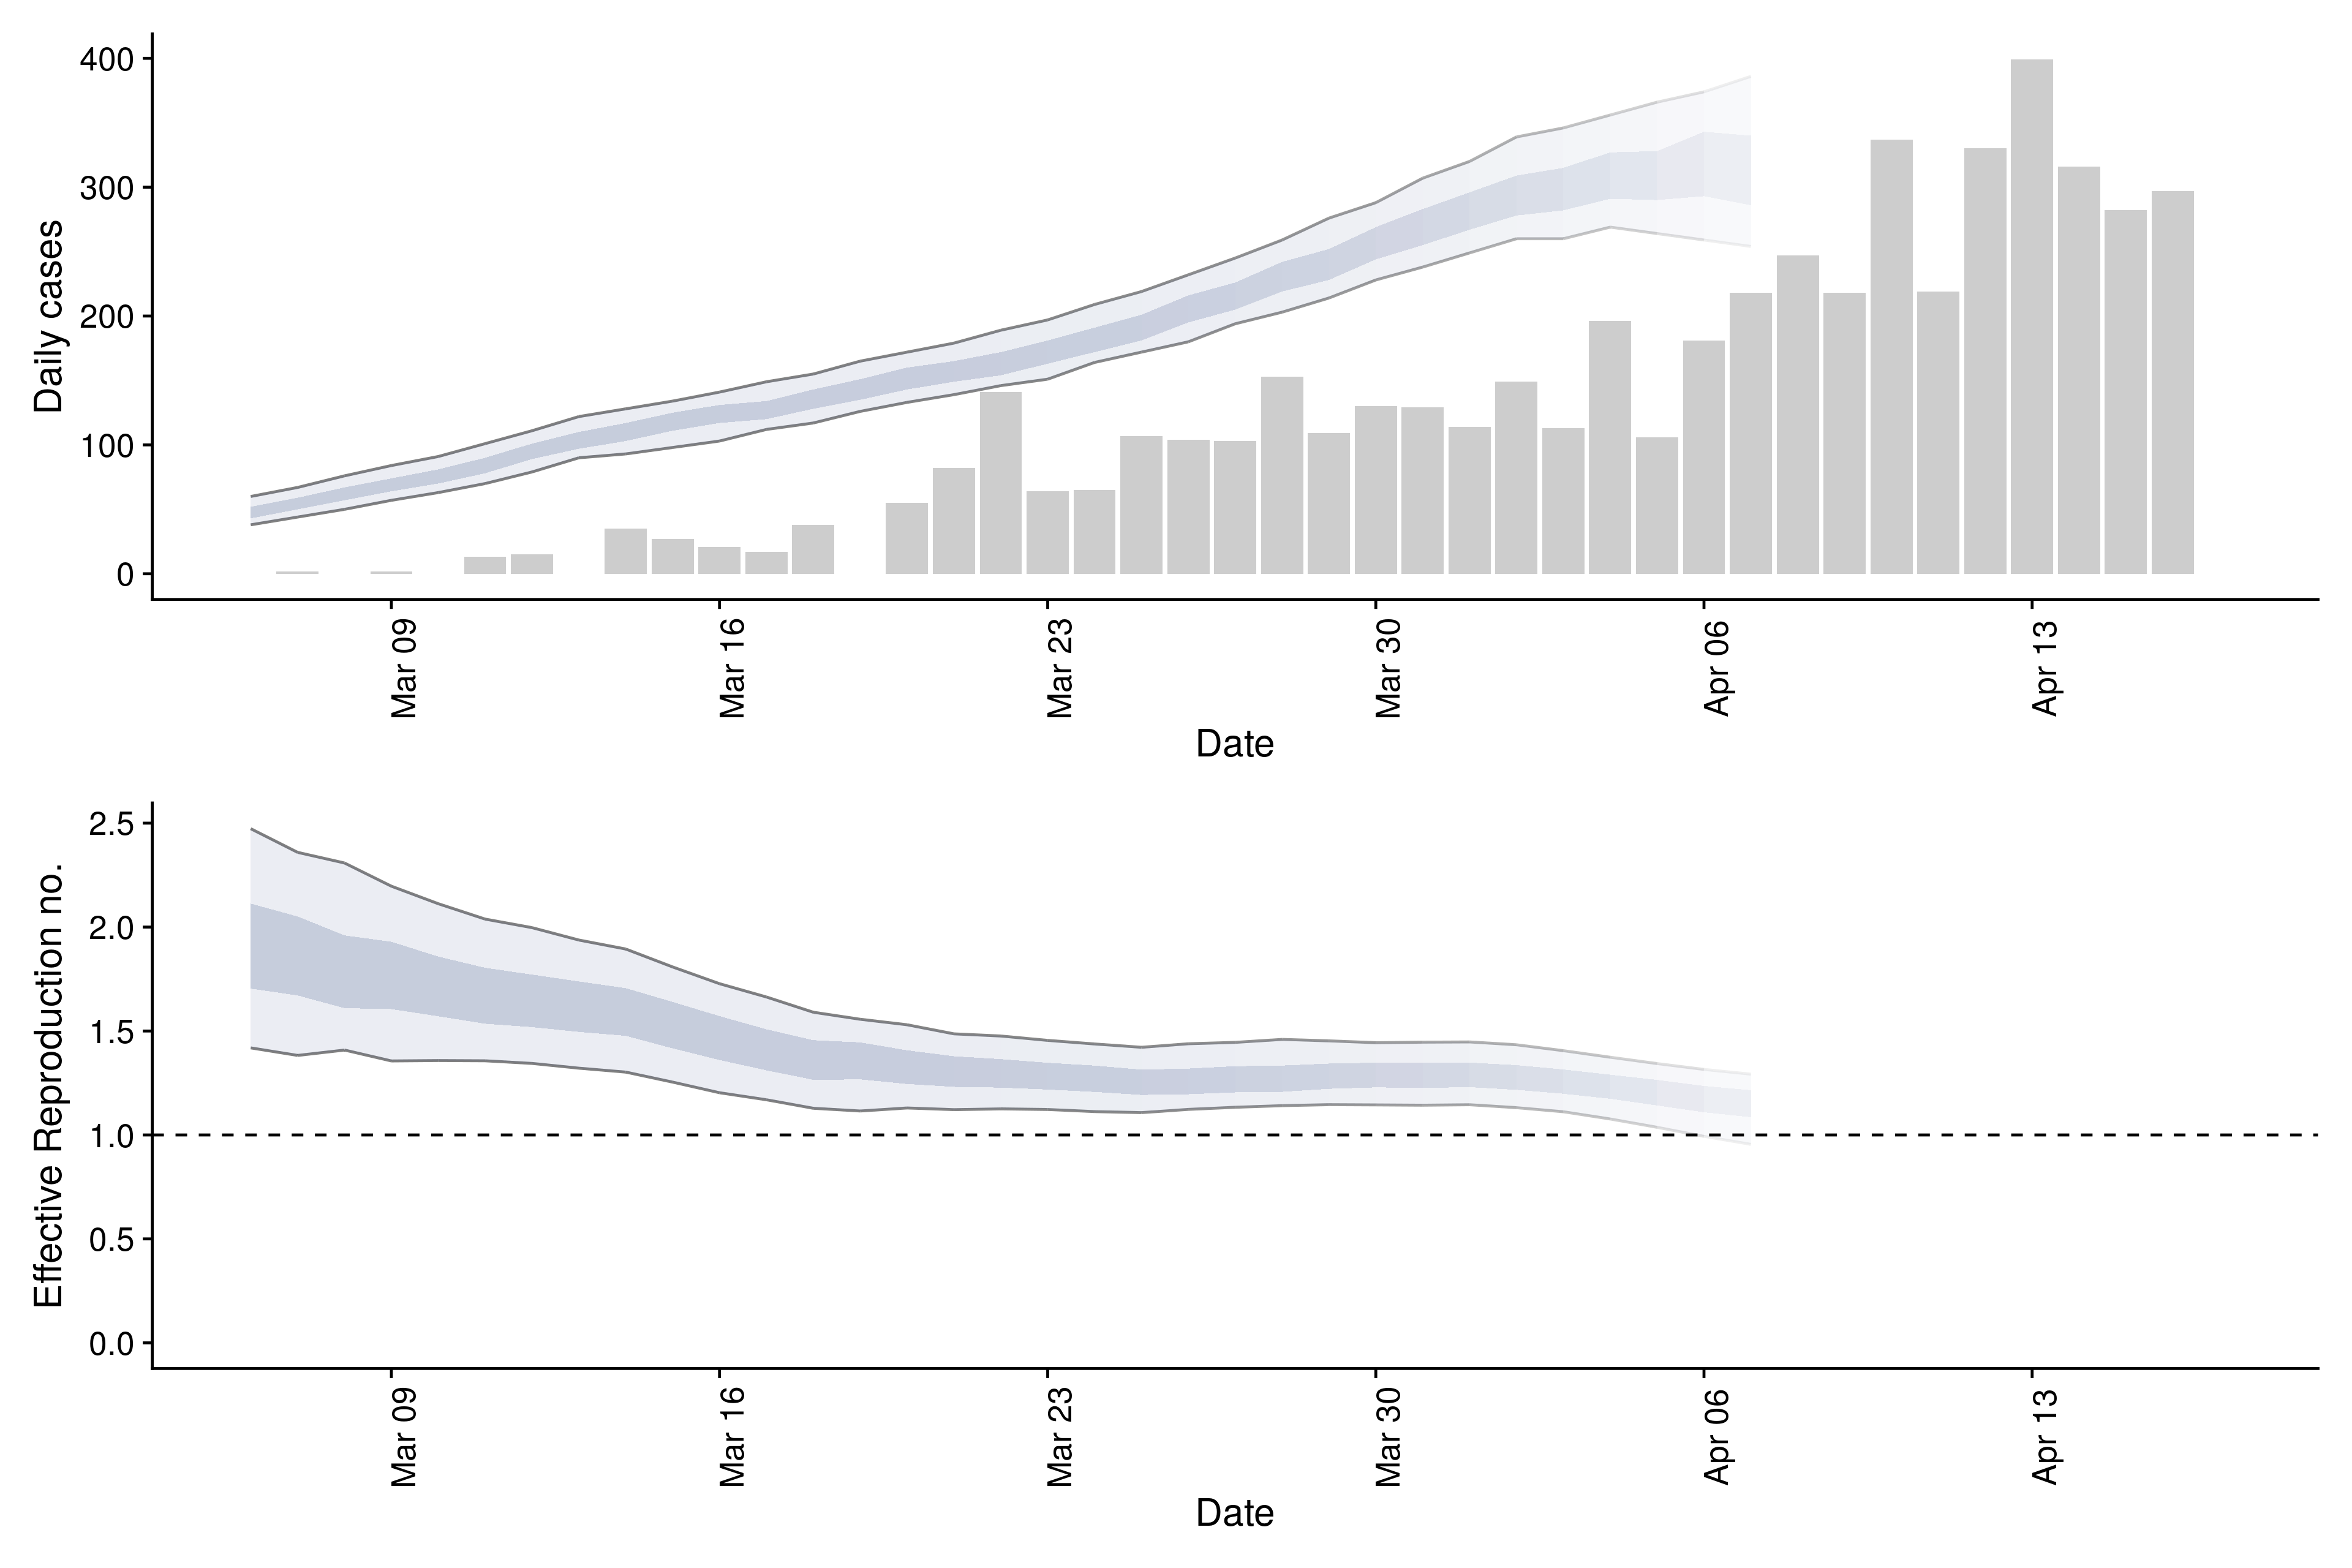 400
300
200
100
0
Daily cases
Mar 09
Mar 16
Mar 23
Mar 30
Apr 06
Apr 13
Date
2.5
2.0
1.5
1.0
0.5
0.0
Effective Reproduction no.
Mar 09
Mar 16
Mar 23
Mar 30
Apr 06
Apr 13
Date